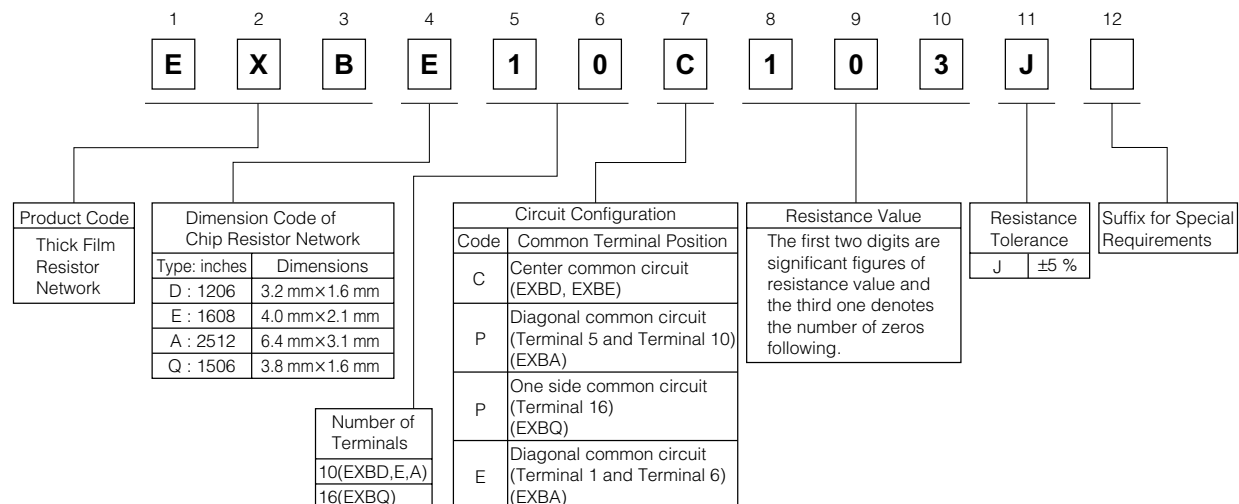 1 2 3 4 5 6 7 8 9 10 11 12
E X B E 1 0 C 1 0 3 J
Product Code
Thick Film
Resistor
Network
Dimension Code of
Chip Resistor Network
Type: inches Dimensions
D : 1206 3.2 mm×1.6 mm
E : 1608 4.0 mm×2.1 mm
A : 2512 6.4 mm×3.1 mm
Q : 1506 3.8 mm×1.6 mm
Number of
Terminals
10(EXBD,E,A)
16(EXBQ)
Circuit Configuration
Code Common Terminal Position
C Center common circuit
(EXBD, EXBE)
P Diagonal common circuit
(Terminal 5 and Terminal 10)
(EXBA)
P One side common circuit
(Terminal 16)
(EXBQ)
E Diagonal common circuit
(Terminal 1 and Terminal 6)
(EXBA)
Resistance Value
The first two digits are
significant figures of
resistance value and
the third one denotes
the number of zeros
following.
Resistance
Tolerance
J ±5 %
Suffix for Special
Requirements